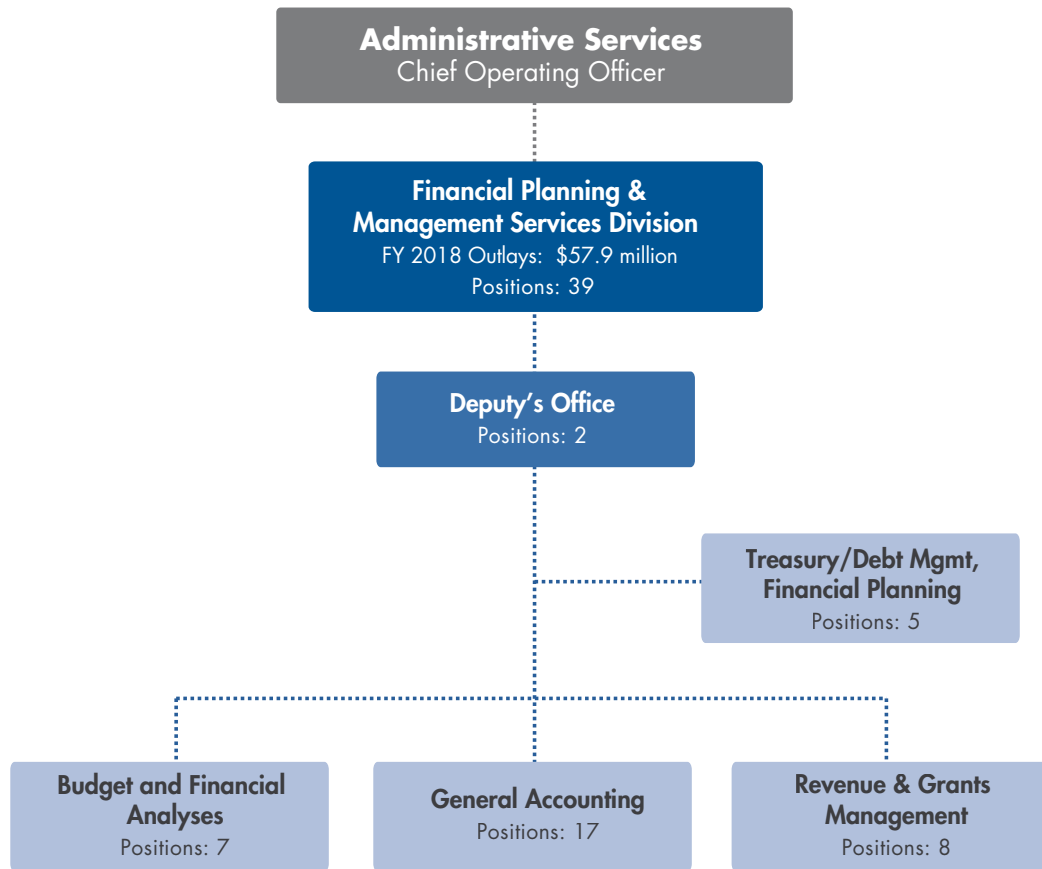 Administrative Services
Chief Operating Officer
Financial Planning &
Management Services Division
FY 2018 Outlays: $57.9 million
Positions: 39
Deputy’s Office
Positions: 2
Treasury/Debt Mgmt,
Financial Planning
Positions: 5
Budget and Financial
Analyses
Positions: 7
General Accounting
Positions: 17
Revenue & Grants
Management
Positions: 8